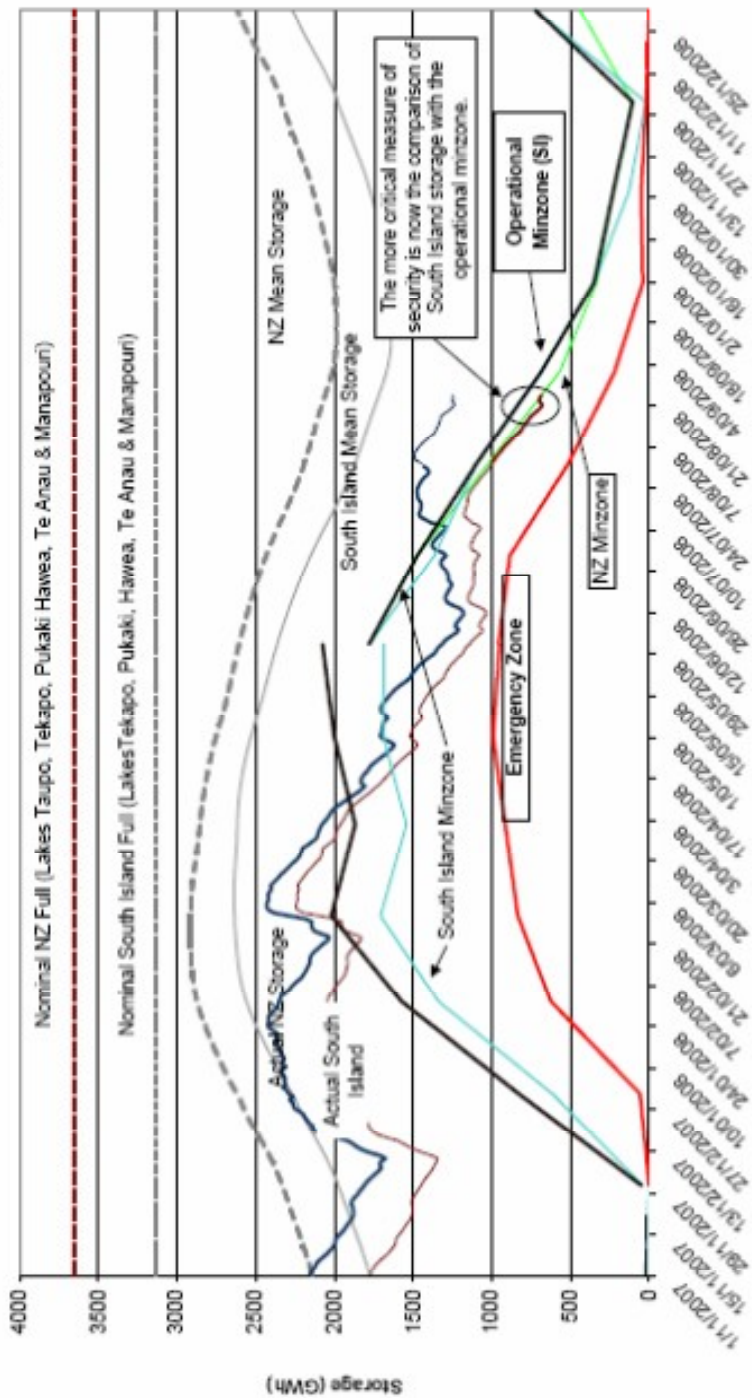 Nominal NZ Full (Lakes Taupo, Tekapo, Pukaki Hawea, Te Anau & Manapouri)
Nominal South Island Full (LakesTekapo, Pukaki, Hawea, Te Anau & Manapouri)
NZ Mean Storage
South Island Mean Storage
Actual NZ Storage
Actual South
Island
The more critical measure of
security is now the comparison of
South Island storage with the
operational minzone.
Operational
Minzone (SI)
South Island Minzone
NZ Minzone
Emergency Zone
Storage (GWh)
4000
3500
3000
2500
2000
1500
1000
500
0
1/11/2007
15/11/2007
29/11/2007
13/12/2007
27/12/2007
10/01/2008
24/01/2008
7/02/2008
21/02/2008
6/03/2008
20/03/2008
3/04/2008
17/04/2008
1/05/2008
15/05/2008
29/05/2008
12/06/2008
26/06/2008
10/07/2008
24/07/2008
7/08/2008
21/08/2008
4/09/2008
18/09/2008
2/10/2008
16/10/2008
30/10/2008
13/11/2008
27/11/2008
11/12/2008
25/12/2008